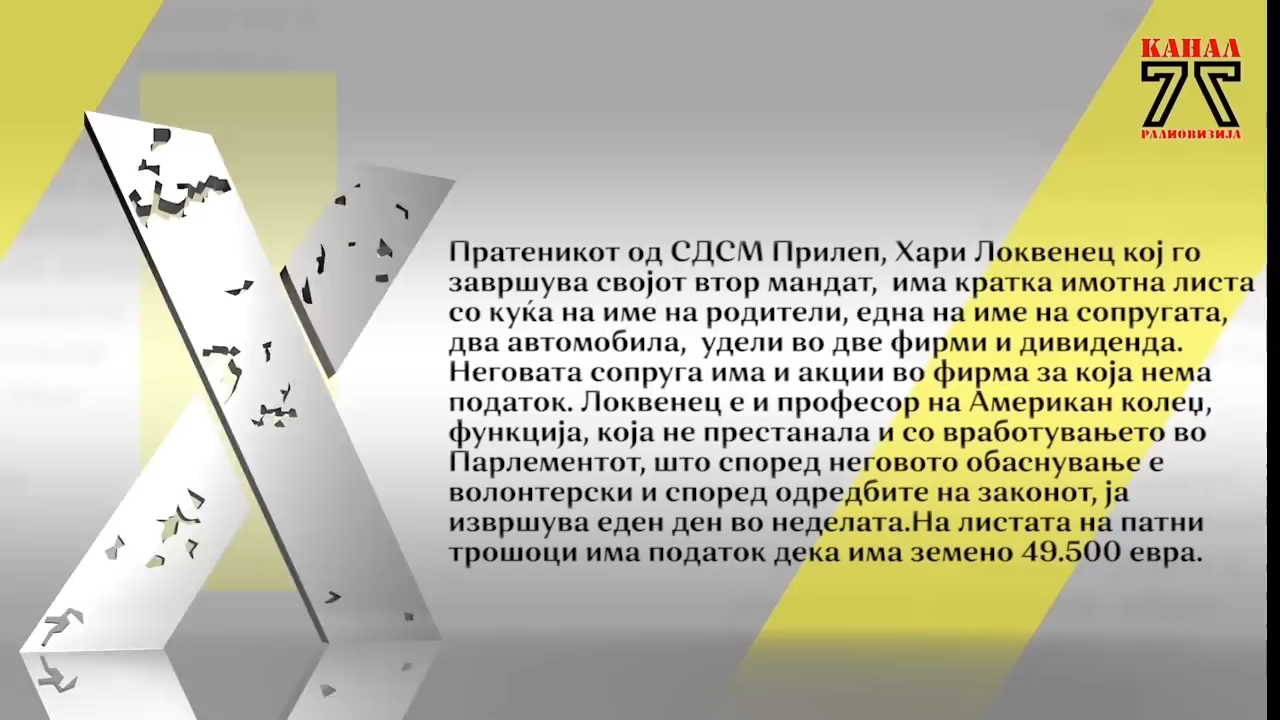 КАНАЛ
77
РАДИОВИЗИЈА
Пратеникот од СДСМ Прилеп, Хари Локвенец кој го
завршува својот втор мандат,  има кратка имотна листа
со куќа на име на родители, една на име на сопругата,
два автомобила,  удели во две фирми и дивиденда.
Неговата сопруга има и акции во фирма за која нема
податок. Локвенец е и професор на Американ колеџ,
функција, која не престанала и со вработувањето во
Парлементот, што според неговото обаснување е
волонтерски и според одредбите на законот, ја
извршува еден ден во неделата.На листата на патни
трошоци има податок дека има земено 49.500 евра.